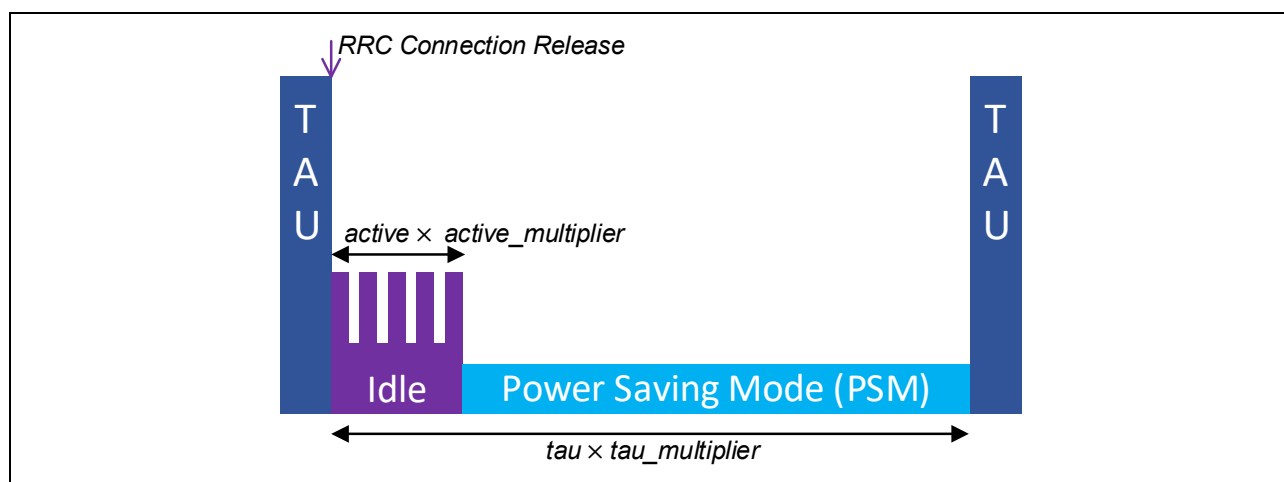 RRC Connection Release
T
A
U
T
A
U
active × active_multiplier
Idle
Power Saving Mode (PSM)
tau × tau_multiplier